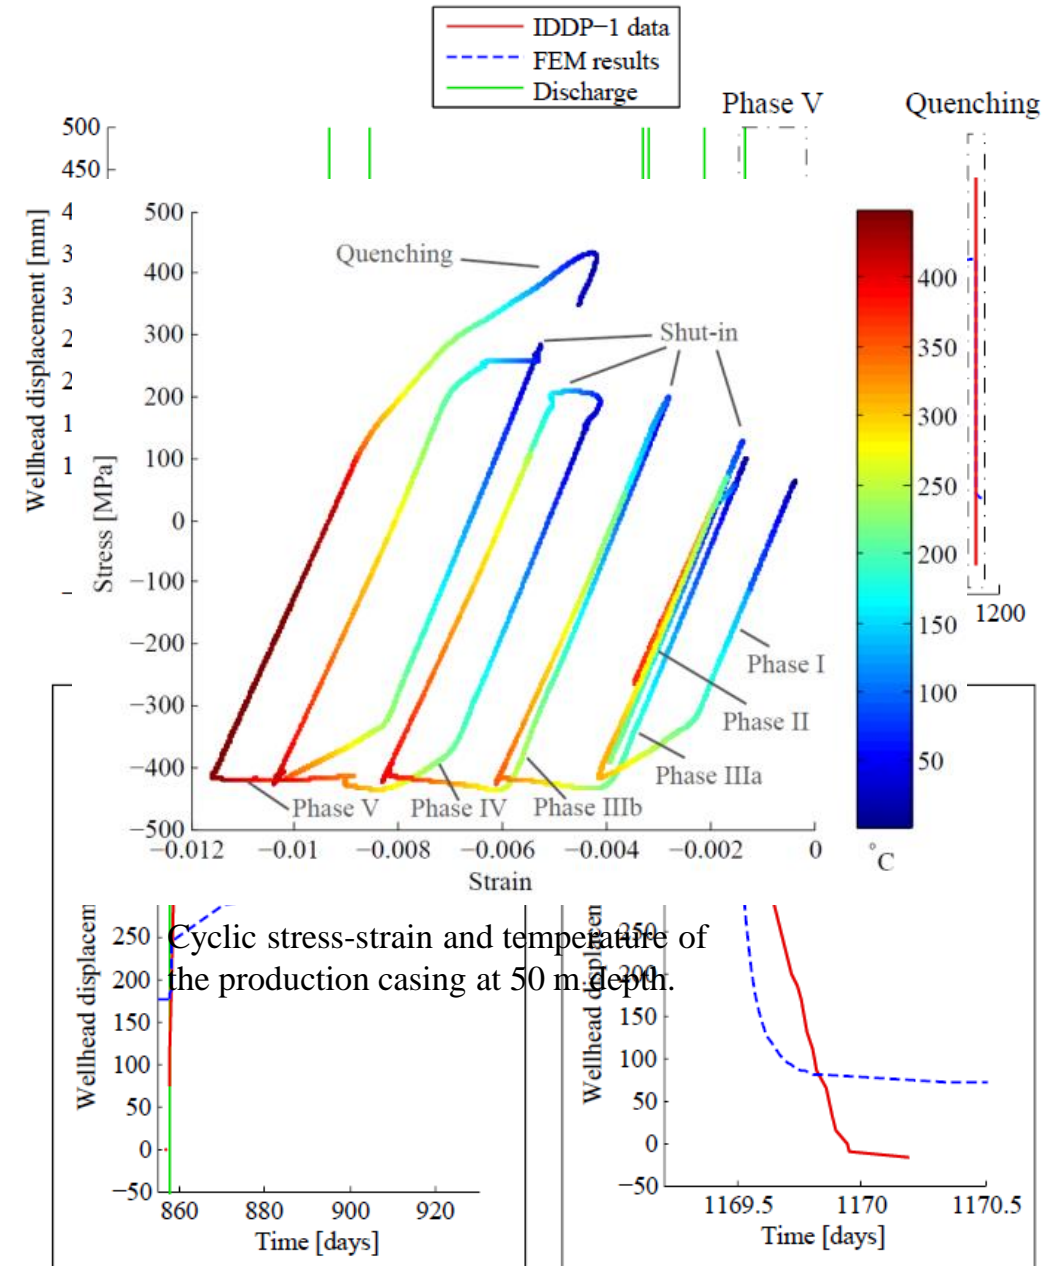 IDDP−1 data
FEM results
Discharge
Phase V
Quenching
500
450
4
3
3
2
2
1
1
Wellhead displacement [mm]
1200
500
400
300
200
100
0
−100
−200
−300
−400
−500
Stress [MPa]
Quenching
Shut-in
Phase I
Phase II
Phase IIIa
Phase IIIb
Phase IV
Phase V
−0.012
−0.01
−0.008
−0.006
−0.004
−0.002
0
Strain
400
350
300
250
200
150
100
50
°C
Cyclic stress-strain and temperature of
the production casing at 50 m depth.
Wellhead displacem
250
200
150
100
50
0
−50
860
880
900
920
Time [days]
Wellhead displacen
250
200
150
100
50
0
−50
1169.5
1170
1170.5
Time [days]